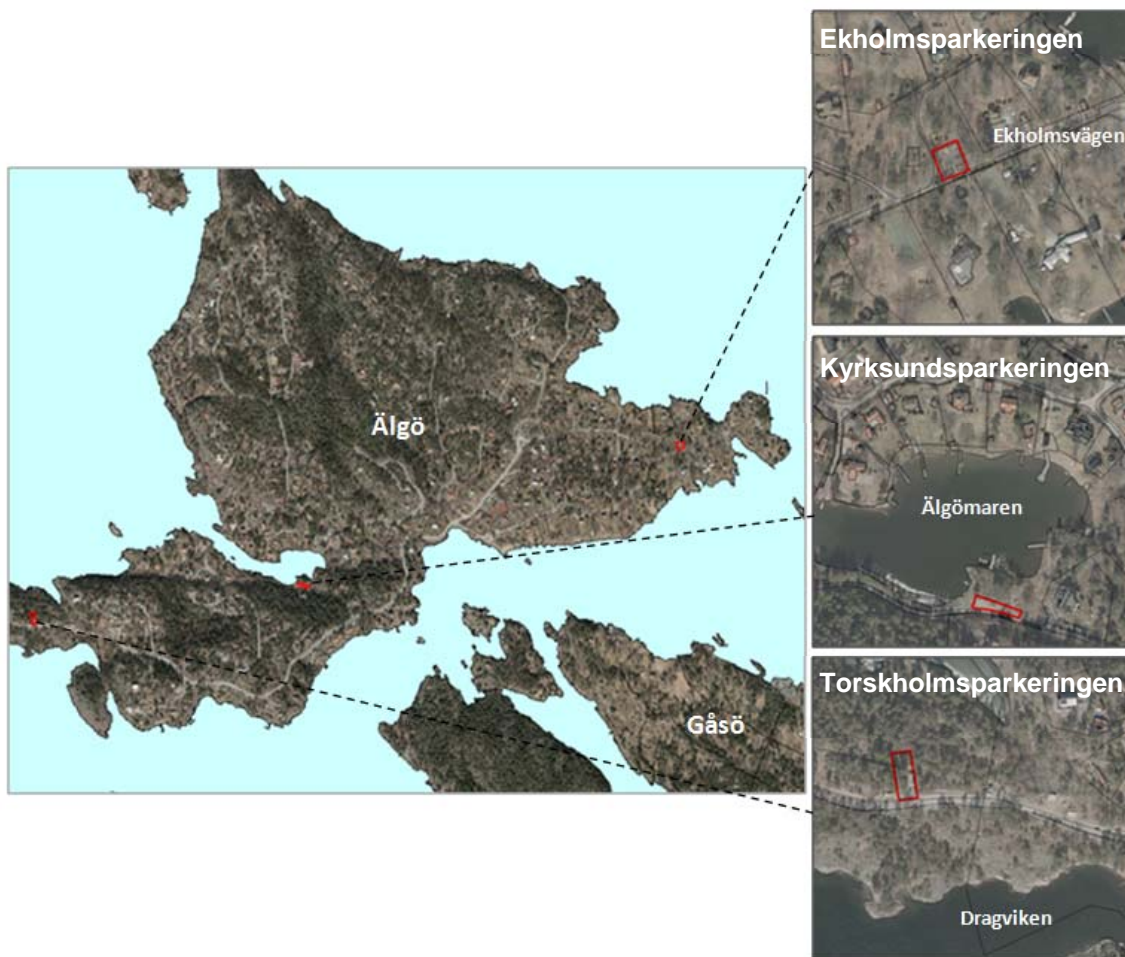 Ekholmsparkeringen
Ekholmsvägen
Älgö
Gåsö
Kyrksundsparkeringen
Älgömaren
Torskholmsparkeringen
Dragviken